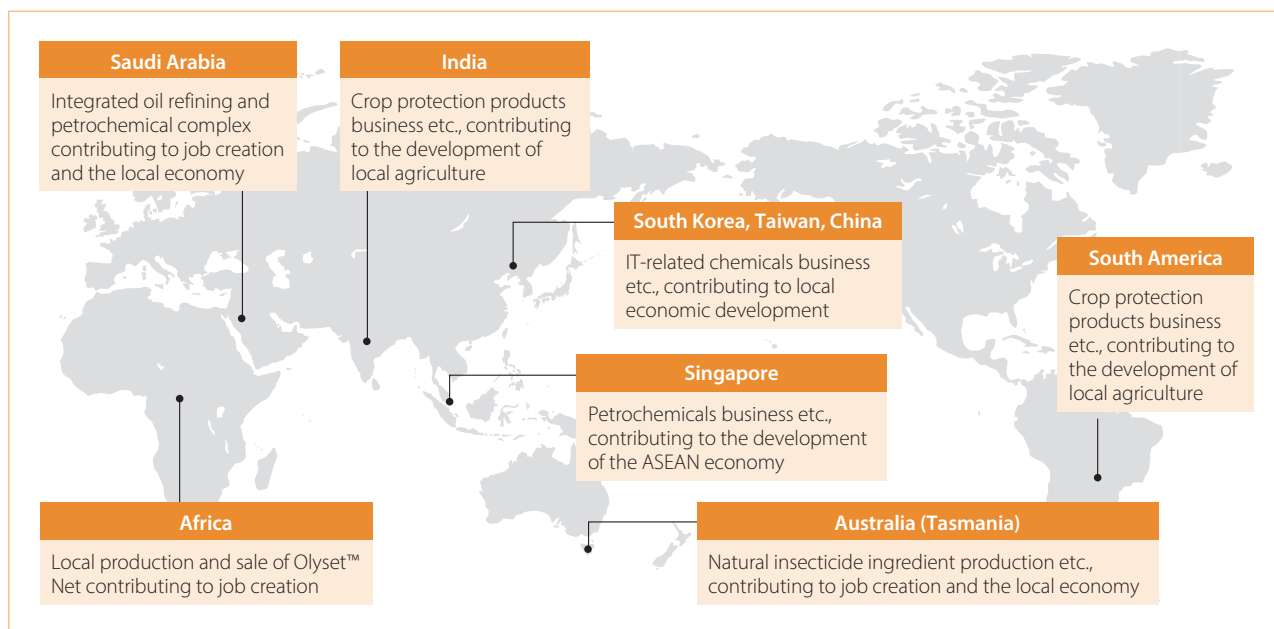 Saudi Arabia
Integrated oil refining and
petrochemical complex
contributing to job creation
and the local economy
India
Crop protection products
business etc., contributing
to the development of
local agriculture
South Korea, Taiwan, China
IT-related chemicals business
etc., contributing to local
economic development
South America
Crop protection
products business
etc., contributing to
the development of
local agriculture
Singapore
Petrochemicals business etc.,
contributing to the development
of the ASEAN economy
Africa
Local production and sale of Olyset™
Net contributing to job creation
Australia (Tasmania)
Natural insecticide ingredient production etc.,
contributing to job creation and the local economy